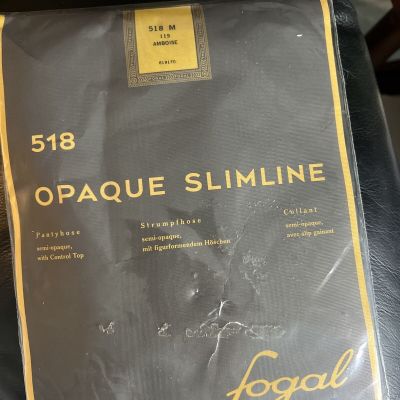 518 M
119
AMBOISE
518
OPAQUE SLIMLINE
Pantyhose
semi-opaque,
with Control Top
Strumpfhose
semi-opaque,
mit figurformendem Höschen
Collant
semi-opaque,
avec slip gainant
fogal